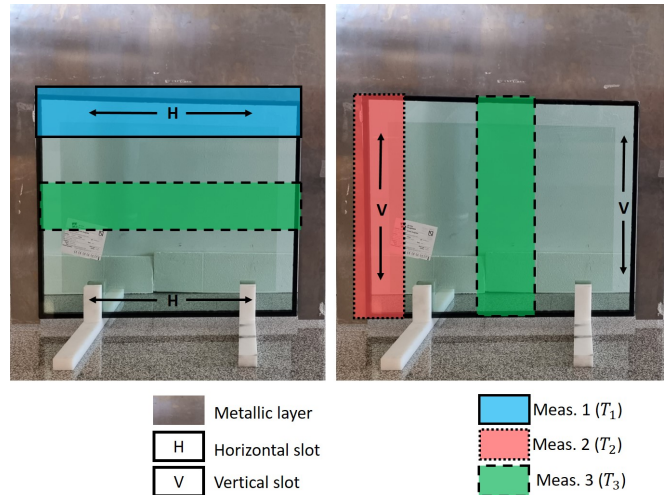 H
H
V
V
Metallic layer
H Horizontal slot
V Vertical slot
Meas. 1 (T₁)
Meas. 2 (T₂)
Meas. 3 (T₃)